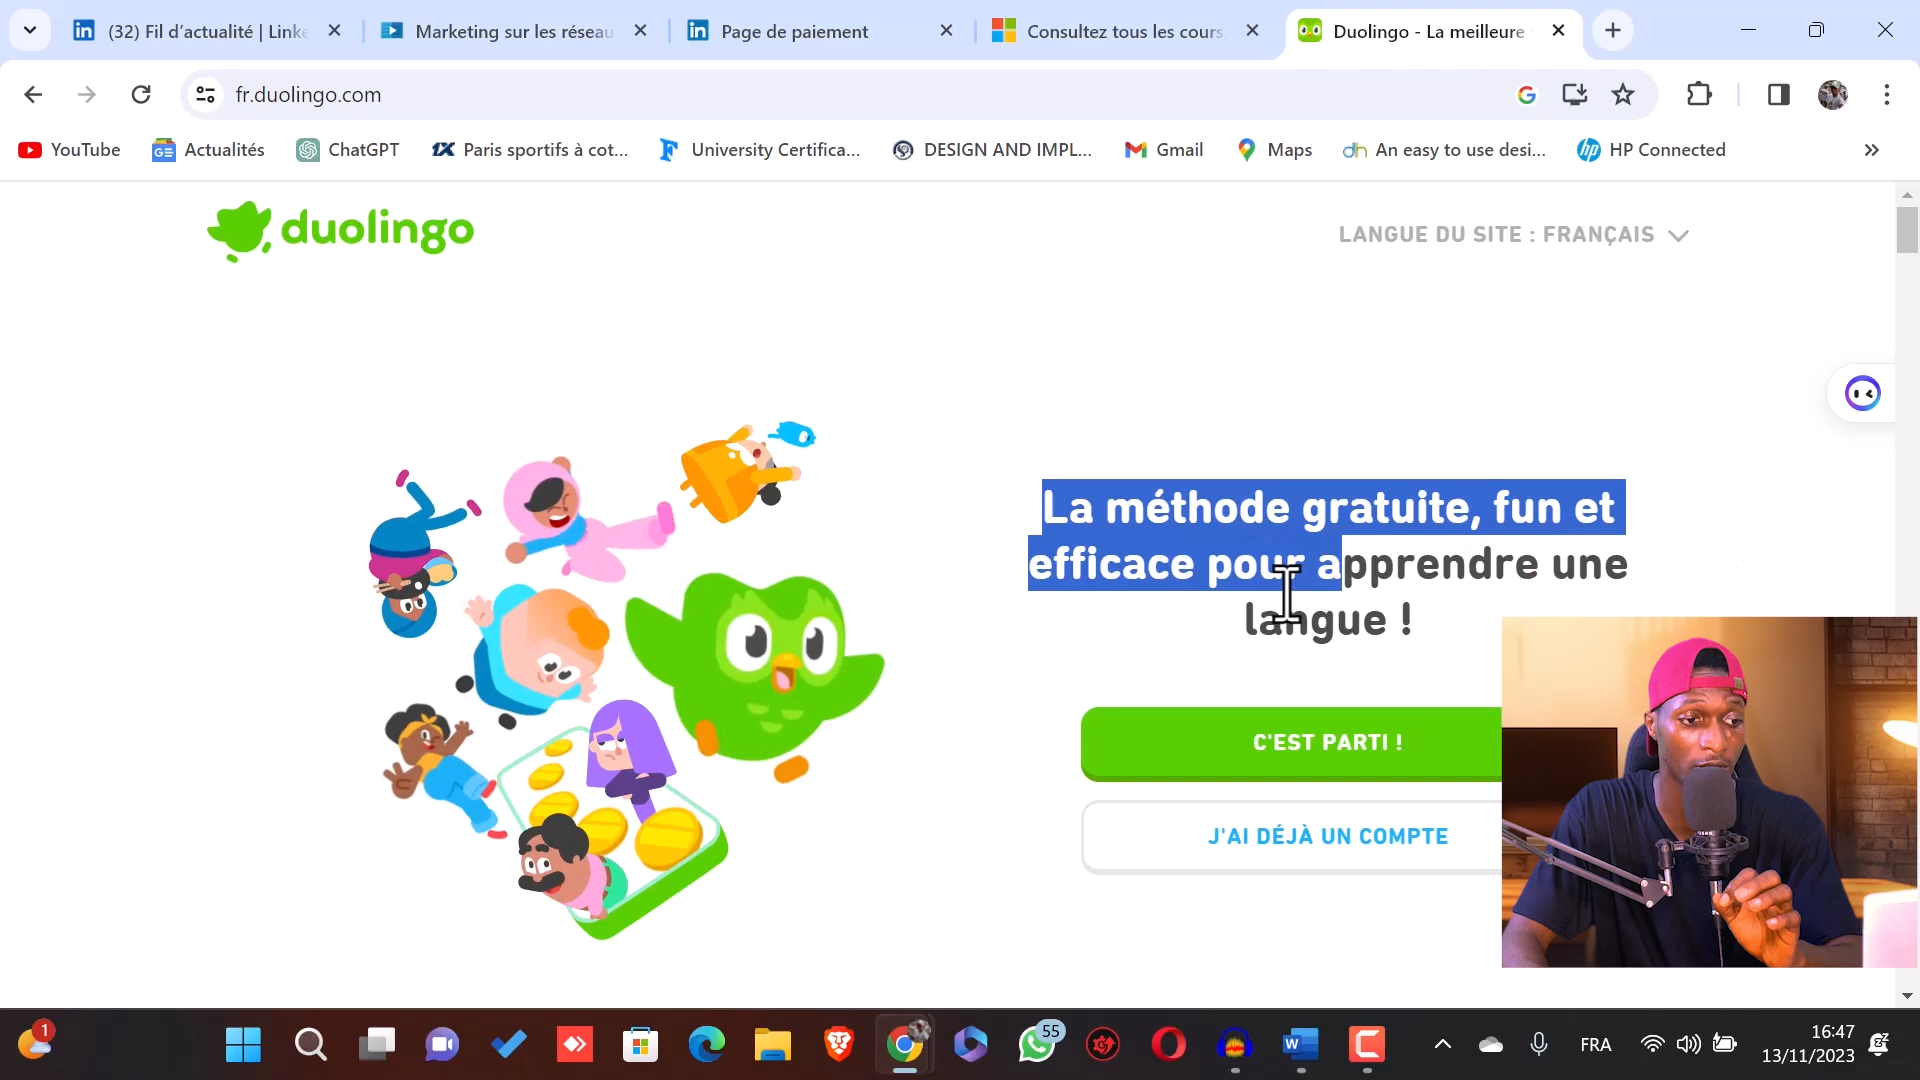 (32) Fil d'actualité | Linke
Marketing sur les réseau
Page de paiement
Consultez tous les cours
Duolingo - La meilleure
fr.duolingo.com
YouTube
Actualités
ChatGPT
Paris sportifs à cot...
University Certifica...
DESIGN AND IMPL...
Gmail
Maps
An easy to use desi...
HP Connected
duolingo
LANGUE DU SITE : FRANÇAIS
La méthode gratuite, fun et
efficace pour apprendre une
langue !
C'EST PARTI !
J'AI DÉJÀ UN COMPTE
1
55
FRA
16:47
13/11/2023